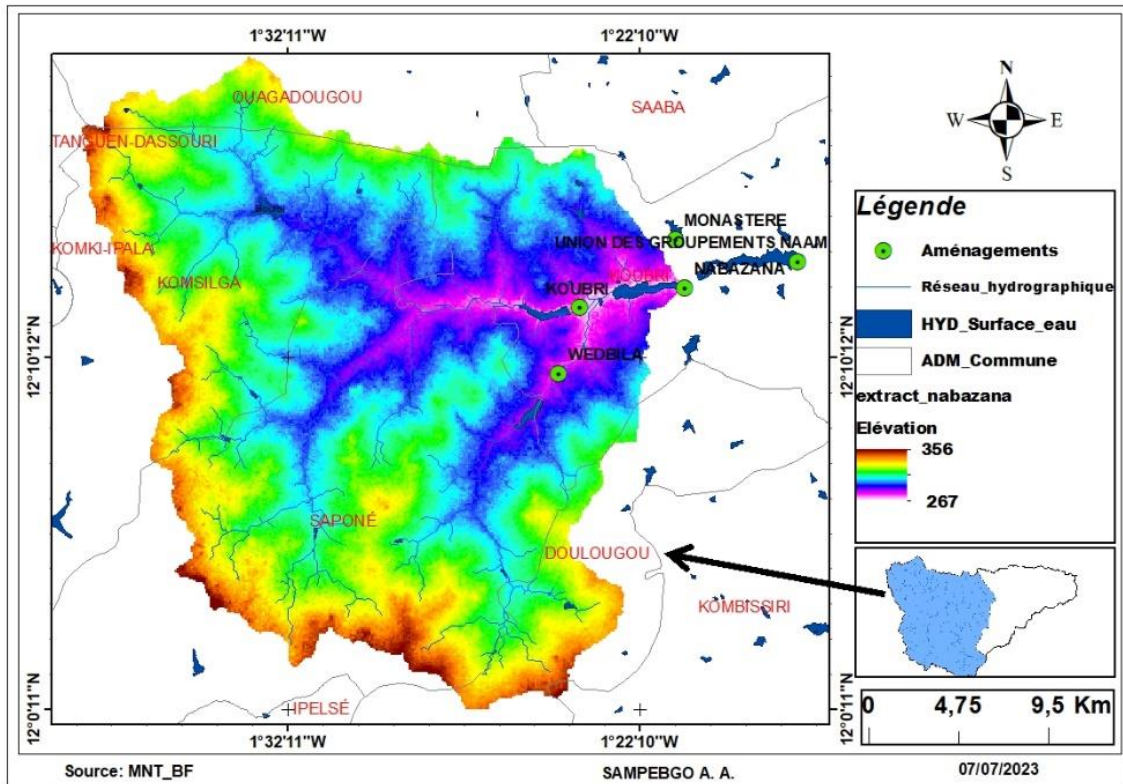 1°32'11"W
1°22'10"W
N
W
E
S
OUAGADOUGOU
SAABA
TANGUEN-DASSOURI
KOMKI-IPALA
KOMSILGA
MONASTERE
UNION DES GROUPEMENTS NAAM
KOUBRI
NABAZANA
KOUBRI
WEDBILA
SAPONÉ
DOULOUGOU
KOMBISSIRI
IPELSÉ
12°10'12"N
12°10'12"N
12°0'11"N
12°0'11"N
1°32'11"W
1°22'10"W
Légende
Aménagements
Réseau_hydrographique
HYD_Surface_eau
ADM_Commune
extract_nabazana
Elévation
356
267
0 4,75 9,5 Km
Source: MNT_BF
SAMPEBGO A. A.
07/07/2023